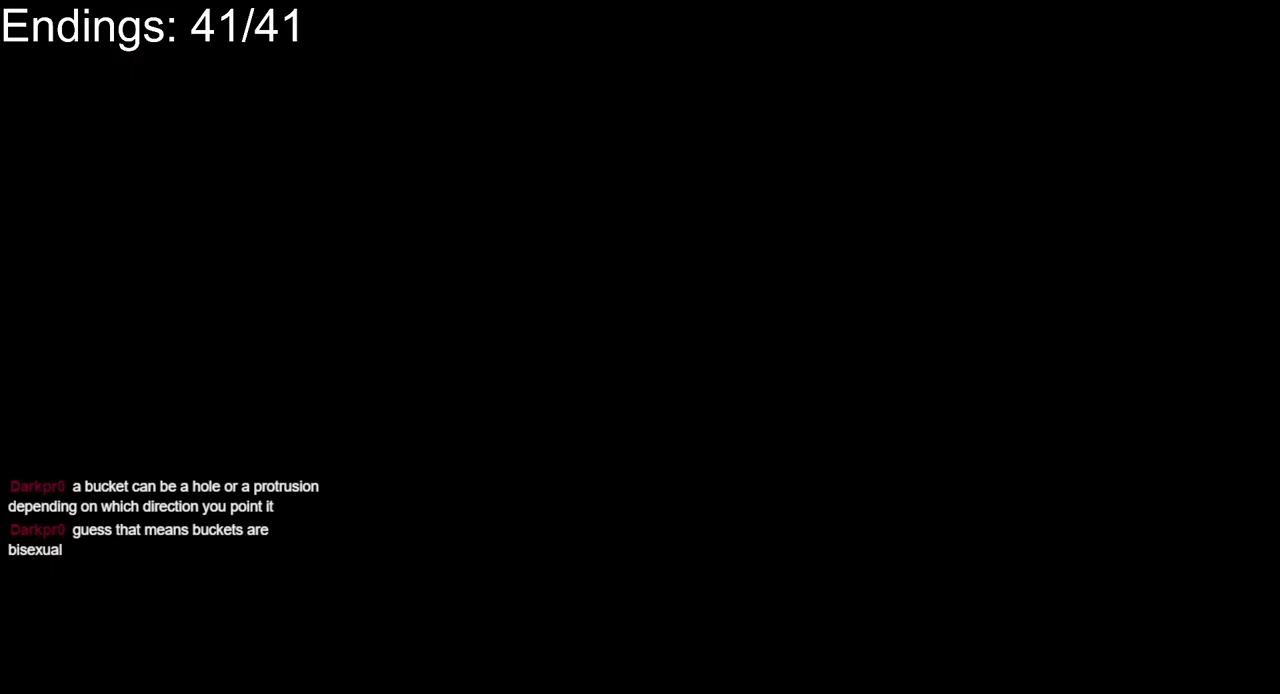 Endings: 41/41
Darkpr0 a bucket can be a hole or a protrusion
depending on which direction you point it
Darkpr0 guess that means buckets are
bisexual